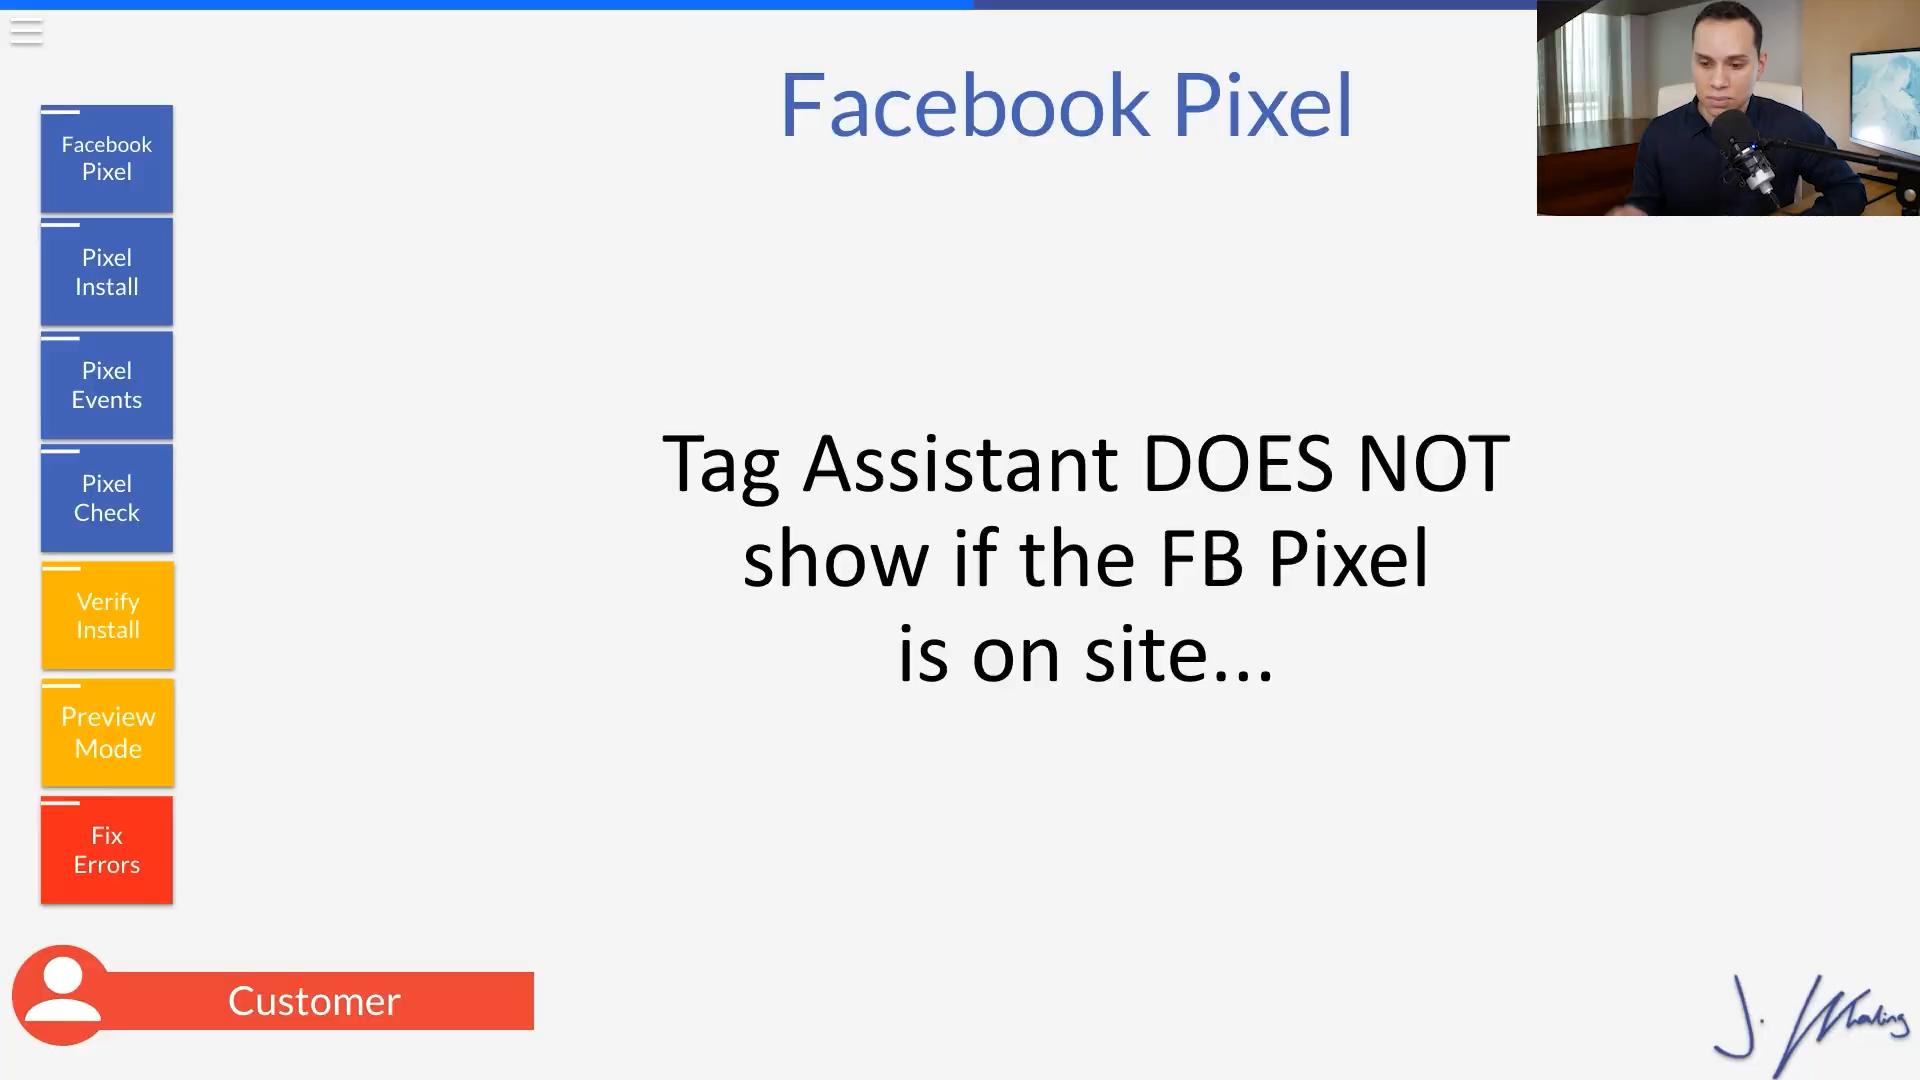 Facebook Pixel
Facebook
Pixel
Pixel
Install
Pixel
Events
Pixel
Check
Verify
Install
Preview
Mode
Fix
Errors
Tag Assistant DOES NOT
show if the FB Pixel
is on site...
Customer